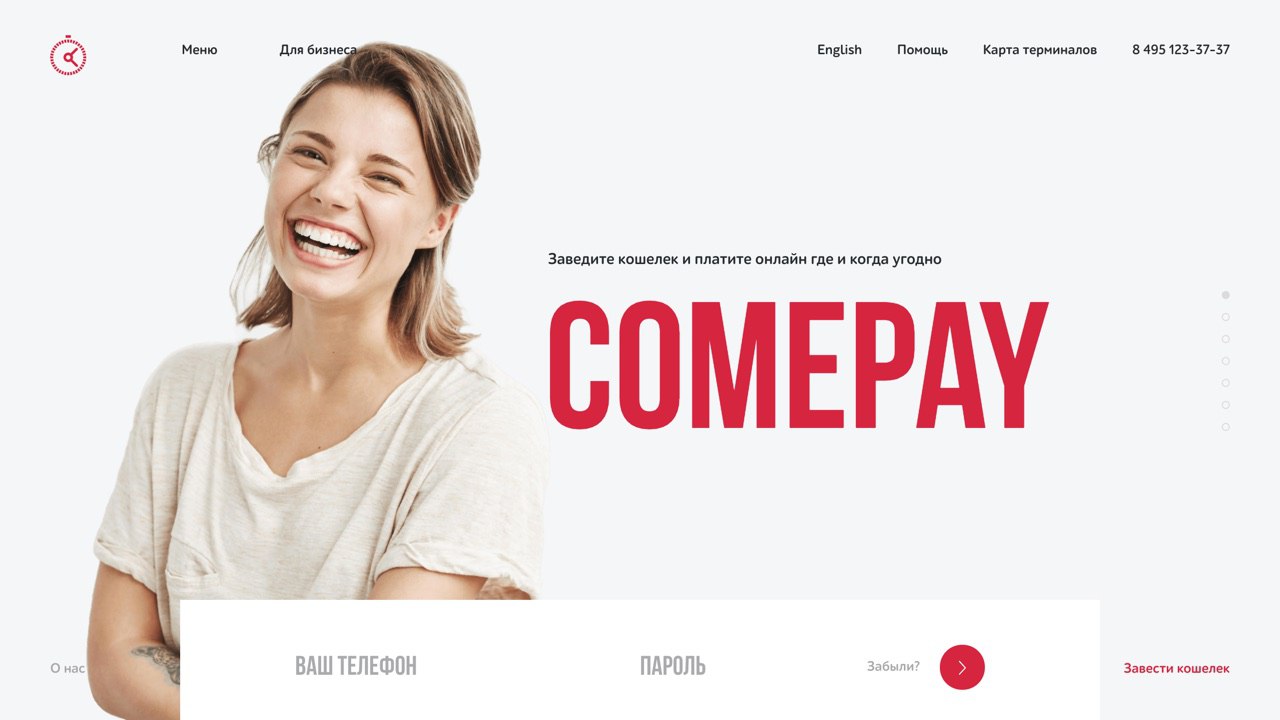 Меню
Для бизнеса
English
Помощь
Карта терминалов
8 495 123-37-37
Заведите кошелек и платите онлайн где и когда угодно
COMEPAY
О нас
ВАШ ТЕЛЕФОН
ПАРОЛЬ
Забыли?
Завести кошелек